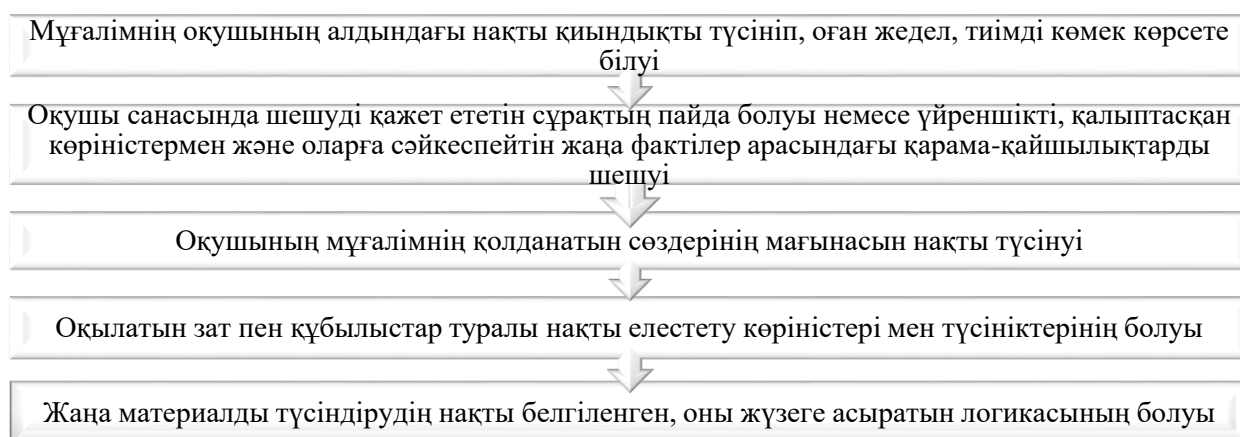 Мұғалімнің оқушының алдындағы нақты қиындықты түсініп, оған жедел, тиімді көмек көрсете
білуі
Оқушы санасында шешуді қажет ететін сұрақтың пайда болуы немесе үйреншікті, қалыптасқан
көріністермен және оларға сәйкеспейтін жаңа фактілер арасындағы қарама-қайшылықтарды
шешуі
Оқушының мұғалімнің қолданатын сөздерінің мағынасын нақты түсінуі
Оқылатын зат пен құбылыстар туралы нақты елестету көріністері мен түсініктерінің болуы
Жаңа материалды түсіндірудің нақты белгіленген, оны жүзеге асыратын логикасының болуы